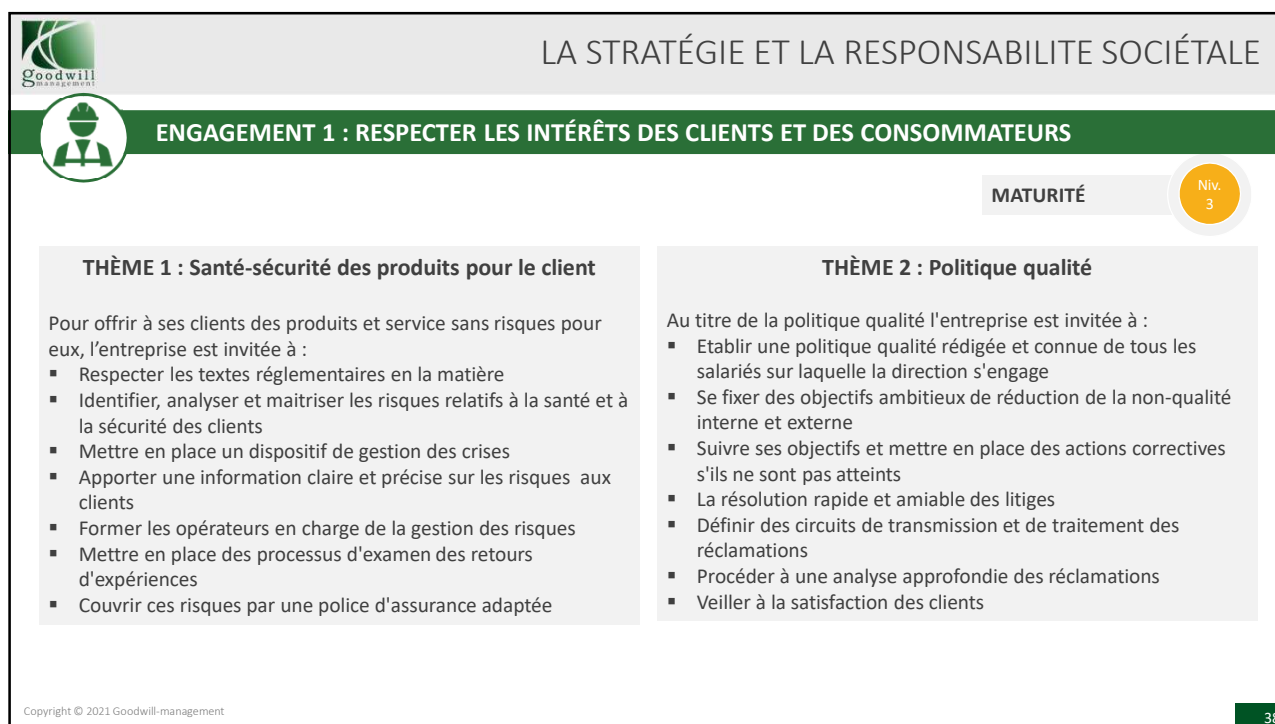 goodwill
management
LA STRATÉGIE ET LA RESPONSABILITE SOCIÉTALE
ENGAGEMENT 1 : RESPECTER LES INTÉRÊTS DES CLIENTS ET DES CONSOMMATEURS
MATURITÉ
Niv.
3
THÈME 1 : Santé-sécurité des produits pour le client
Pour offrir à ses clients des produits et service sans risques pour
eux, l’entreprise est invitée à :
▪ Respecter les textes réglementaires en la matière
▪ Identifier, analyser et maitriser les risques relatifs à la santé et à
la sécurité des clients
▪ Mettre en place un dispositif de gestion des crises
▪ Apporter une information claire et précise sur les risques aux
clients
▪ Former les opérateurs en charge de la gestion des risques
▪ Mettre en place des processus d'examen des retours
d'expériences
▪ Couvrir ces risques par une police d'assurance adaptée
THÈME 2 : Politique qualité
Au titre de la politique qualité l'entreprise est invitée à :
▪ Etablir une politique qualité rédigée et connue de tous les
salariés sur laquelle la direction s'engage
▪ Se fixer des objectifs ambitieux de réduction de la non-qualité
interne et externe
▪ Suivre ses objectifs et mettre en place des actions correctives
s'ils ne sont pas atteints
▪ La résolution rapide et amiable des litiges
▪ Définir des circuits de transmission et de traitement des
réclamations
▪ Procéder à une analyse approfondie des réclamations
▪ Veiller à la satisfaction des clients
Copyright © 2021 Goodwill-management